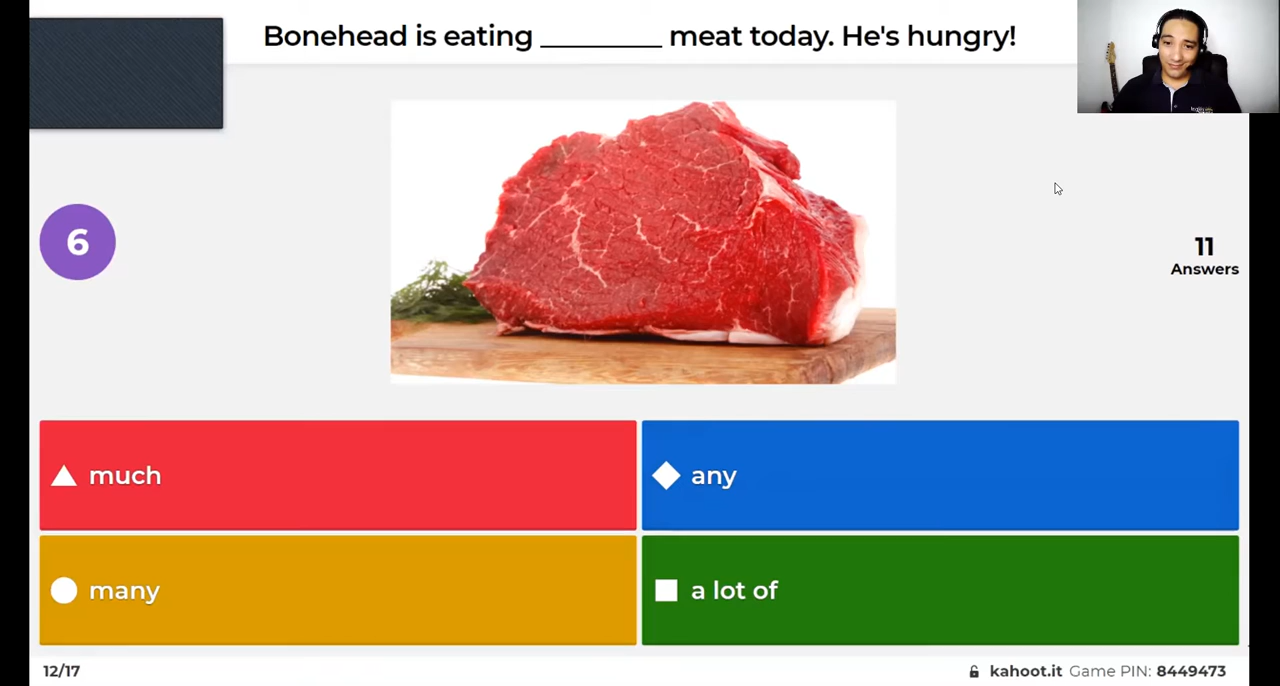 Bonehead is eating ________ meat today. He's hungry!
6
11
Answers
much
any
many
a lot of
12/17
kahoot.it Game PIN: 8449473